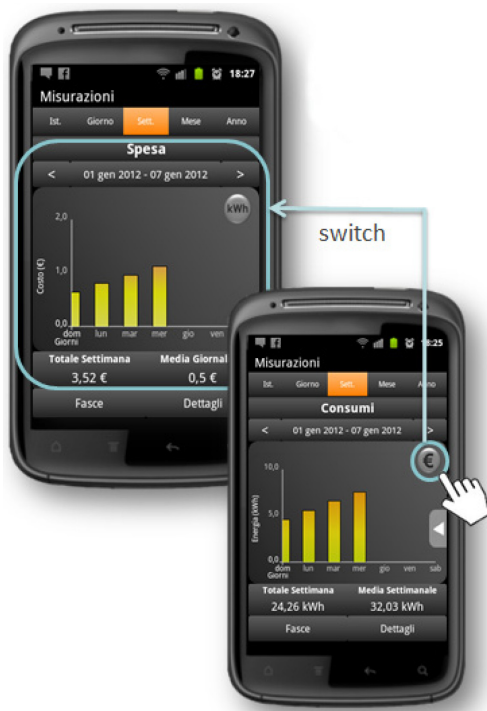 18:27
Misurazioni
Ist. Giorno Sett. Mese Anno
Spesa
< 01 gen 2012 - 07 gen 2012 >
kWh
2,0
1,0
0,0
Costo (€)
dom lun mar mer gio ven
Giorni
Totale Settimana Media Giornal
3,52 € 0,5 €
Fasce Dettagli
switch
18:25
Misurazioni
Ist. Giorno Sett. Mese Anno
Consumi
< 01 gen 2012 - 07 gen 2012 >
€
10,0
5,0
0,0
Energia (kWh)
dom lun mar mer gio ven sab
Giorni
Totale Settimana Media Settimanale
24,26 kWh 32,03 kWh
Fasce Dettagli